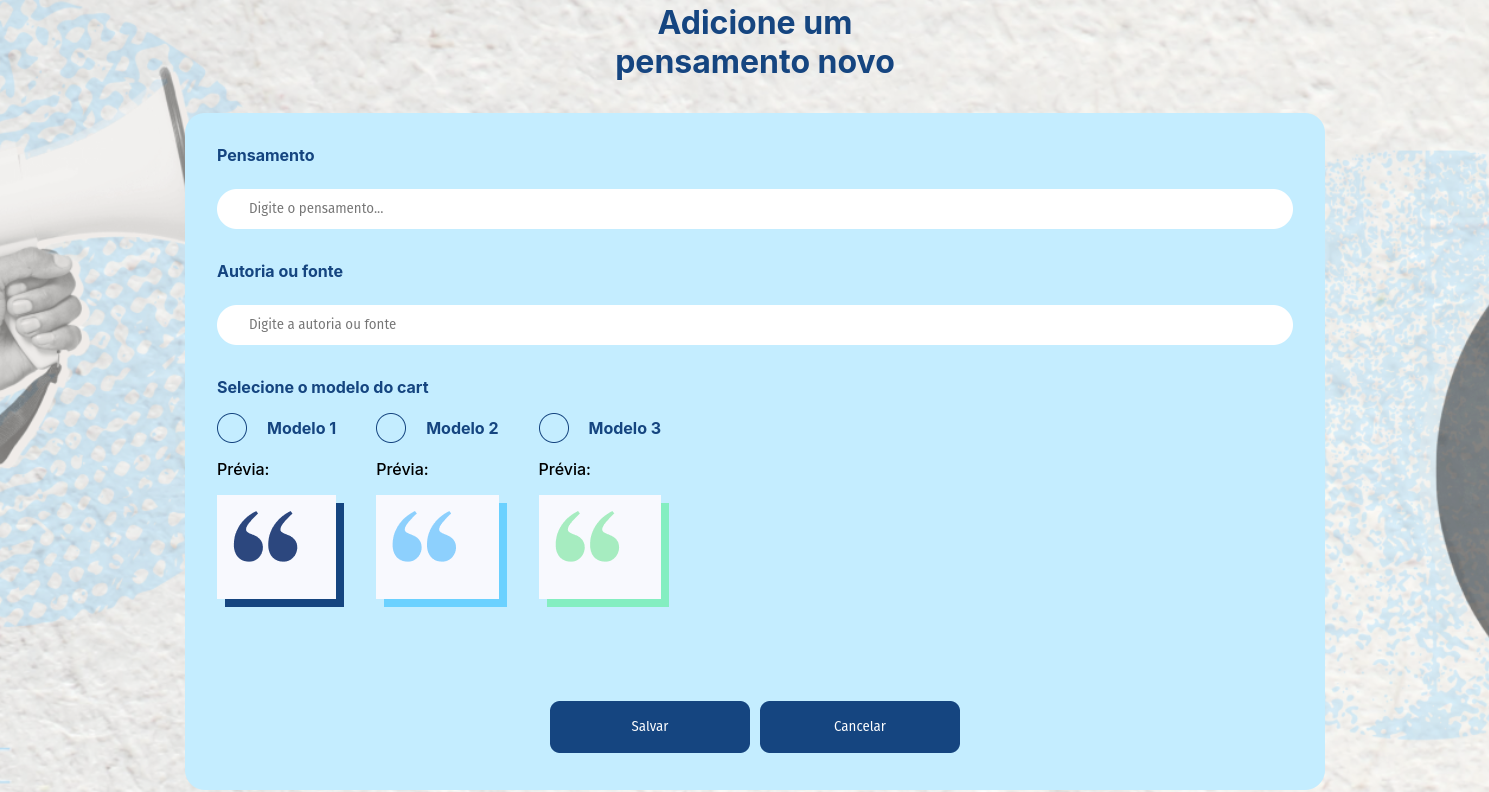 Adicione um
pensamento novo
Pensamento
Digite o pensamento...
Autoria ou fonte
Digite a autoria ou fonte
Selecione o modelo do cart
Modelo 1 Modelo 2 Modelo 3
Prévia: Prévia: Prévia:
“ “ “
Salvar Cancelar